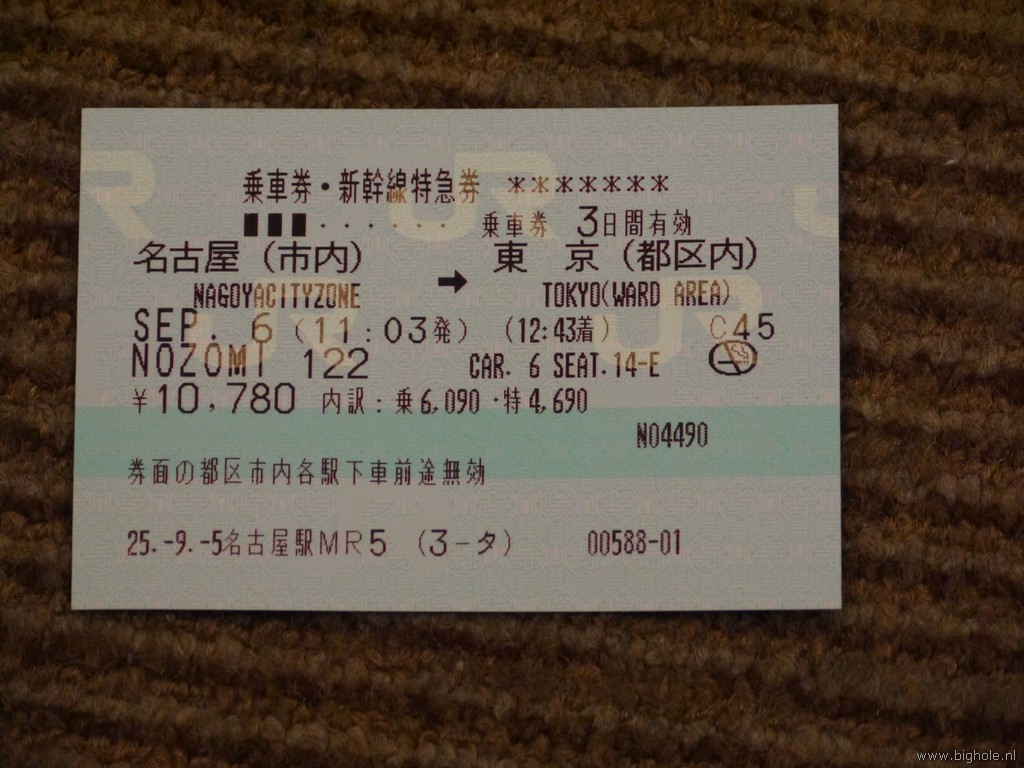 乗車券・新幹線特急券 *******
■■■・・・・・・ 乗車券 3日間有効
名古屋(市内) ➡ 東 京(都区内)
NAGOYACITYZONE TOKYO(WARD AREA)
SEP. 6(11:03発) (12:43着) C45
NOZOMI 122 CAR. 6 SEAT.14-E
¥10,780 内訳:乗6,090・特4,690
N04490
券面の都区市内各駅下車前途無効
25.-9.-5名古屋駅MR5 (3-タ) 00588-01
www.bighole.nl